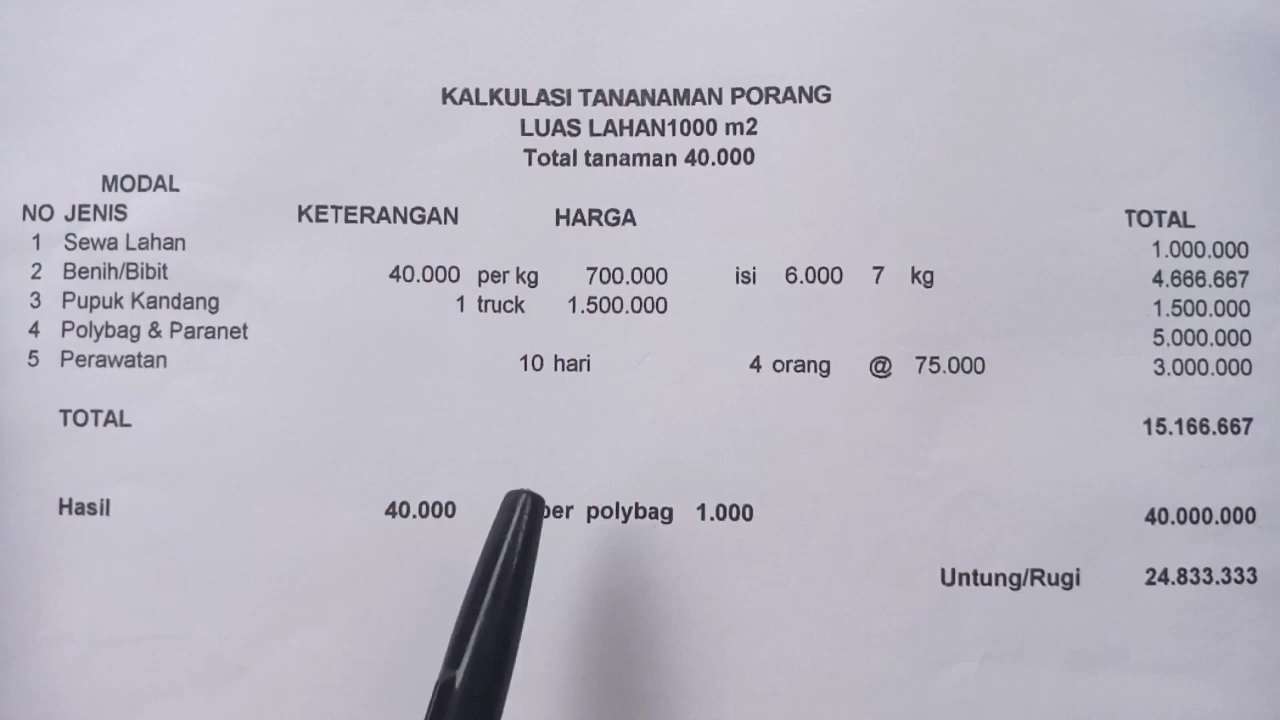 KALKULASI TANANAMAN PORANG
LUAS LAHAN1000 m2
Total tanaman 40.000
MODAL
NO JENIS KETERANGAN HARGA TOTAL
1 Sewa Lahan 1.000.000
2 Benih/Bibit 40.000 per kg 700.000 isi 6.000 7 kg 4.666.667
3 Pupuk Kandang 1 truck 1.500.000 1.500.000
4 Polybag & Paranet 5.000.000
5 Perawatan 10 hari 4 orang @ 75.000 3.000.000
TOTAL 15.166.667
Hasil 40.000 per polybag 1.000 40.000.000
Untung/Rugi 24.833.333